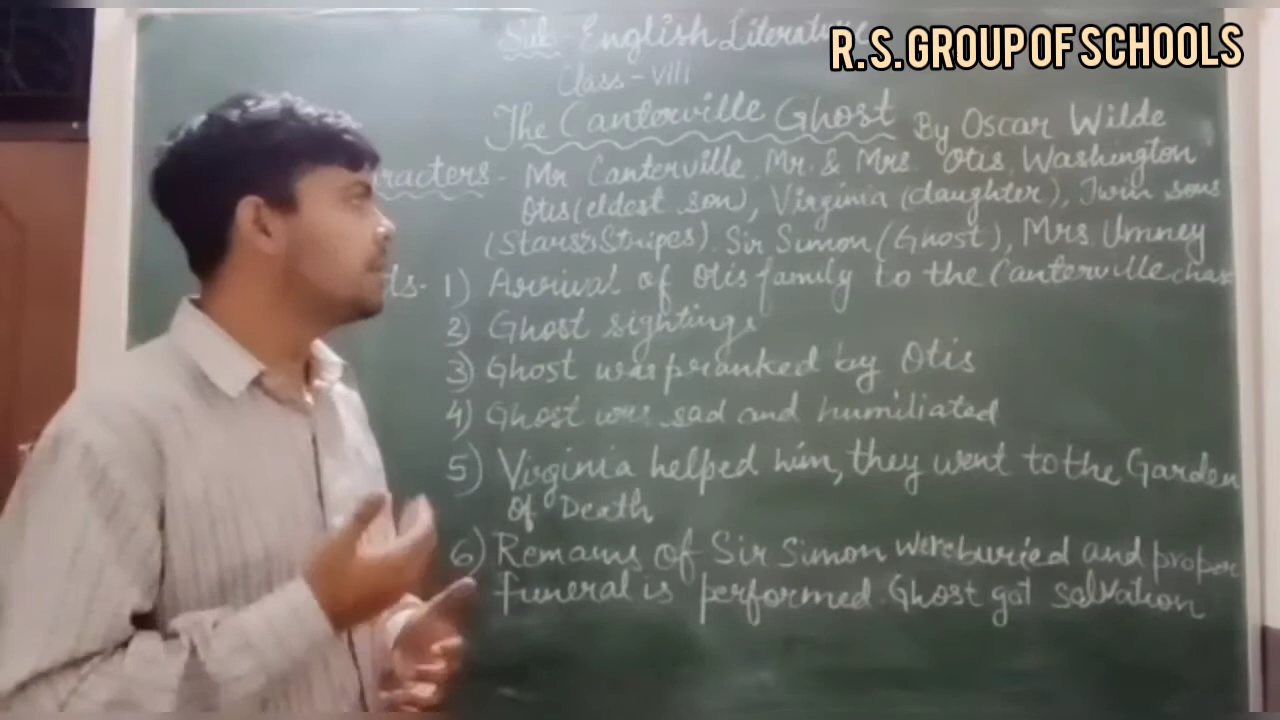 Sub - English Literature
R.S. GROUP OF SCHOOLS
Class - VIII
The Canterville Ghost By Oscar Wilde
racters - Mr Canterville, Mr. & Mrs. Otis, Washington
Otis (eldest son), Virginia (daughter), Twin sons
(Stars & Stripes), Sir Simon (Ghost), Mrs. Umney
ts - 1) Arrival of Otis family to the Canterville chas
2) Ghost sightings
3) Ghost was pranked by Otis
4) Ghost was sad and humiliated
5) Virginia helped him, they went to the Garden
of Death
6) Remains of Sir Simon were buried and proper
funeral is performed. Ghost got salvation